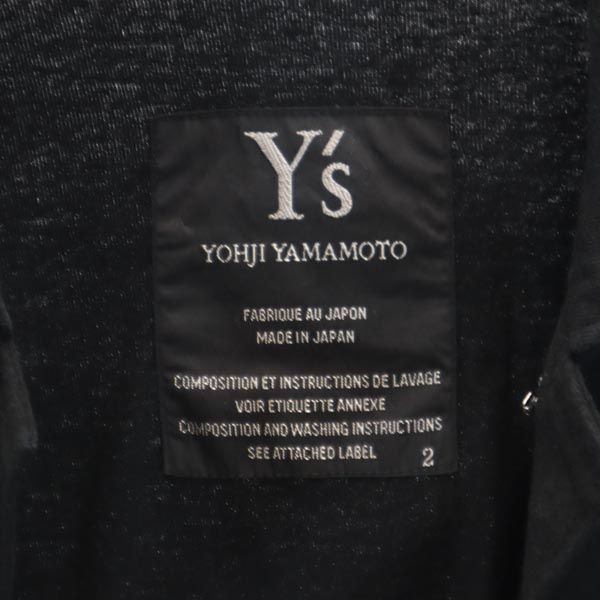 Y's
YOHJI YAMAMOTO
FABRIQUE AU JAPON
MADE IN JAPAN
COMPOSITION ET INSTRUCTIONS DE LAVAGE
VOIR ETIQUETTE ANNEXE
COMPOSITION AND WASHING INSTRUCTIONS
SEE ATTACHED LABEL 2